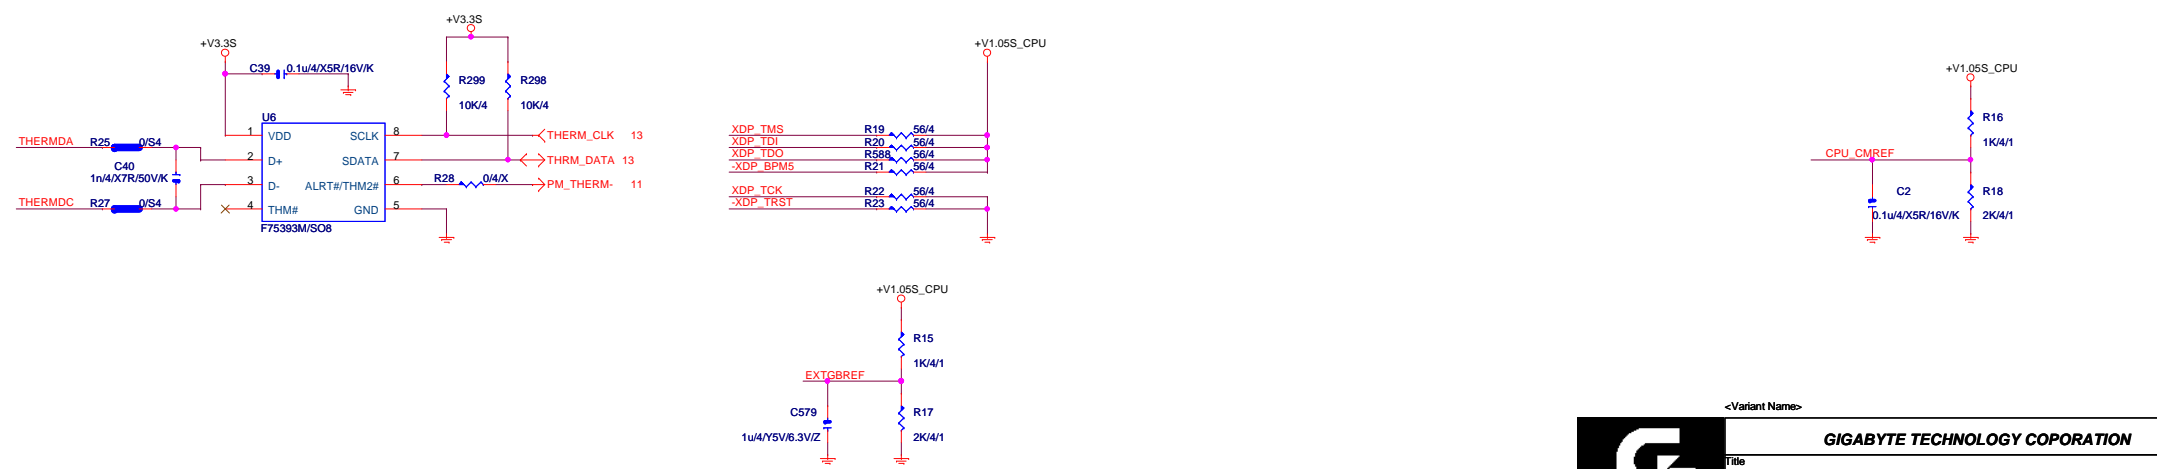 +V3.3S
+V3.3S
C39
0.1u/4/X5R/16V/K
R299
10K/4
R298
10K/4
U6
THERMDA
R25
0/S4
C40
1n/4/X7R/50V/K
THERMDC
R27
0/S4
1 VDD
2 D+
3 D-
4 THM#
SCLK 8
SDATA 7
ALRT#/THM2# 6
GND 5
F75393M/SO8
THERM_CLK 13
THRM_DATA 13
R28
0/4/X
PM_THERM- 11
+V1.05S_CPU
XDP_TMS R19 56/4
XDP_TDI R20 56/4
XDP_TDO R588 56/4
-XDP_BPM5 R21 56/4
XDP_TCK R22 56/4
-XDP_TRST R23 56/4
+V1.05S_CPU
R15
1K/4/1
EXTGBREF
C579
1u/4/Y5V/6.3V/Z
R17
2K/4/1
+V1.05S_CPU
R16
1K/4/1
CPU_CMREF
C2
0.1u/4/X5R/16V/K
R18
2K/4/1
<Variant Name>
GIGABYTE TECHNOLOGY COPORATION
Title